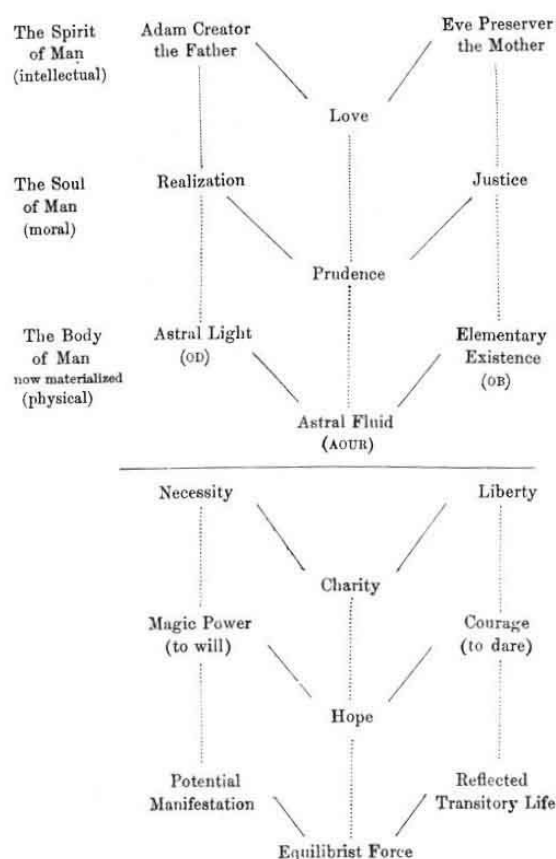 The Spirit
of Man
(intellectual)
Adam Creator
the Father
Eve Preserver
the Mother
Love
The Soul
of Man
(moral)
Realization
Justice
Prudence
The Body
of Man
now materialized
(physical)
Astral Light
(OD)
Elementary
Existence
(OB)
Astral Fluid
(AOUR)
Necessity
Liberty
Charity
Magic Power
(to will)
Courage
(to dare)
Hope
Potential
Manifestation
Reflected
Transitory Life
Equilibrist Force